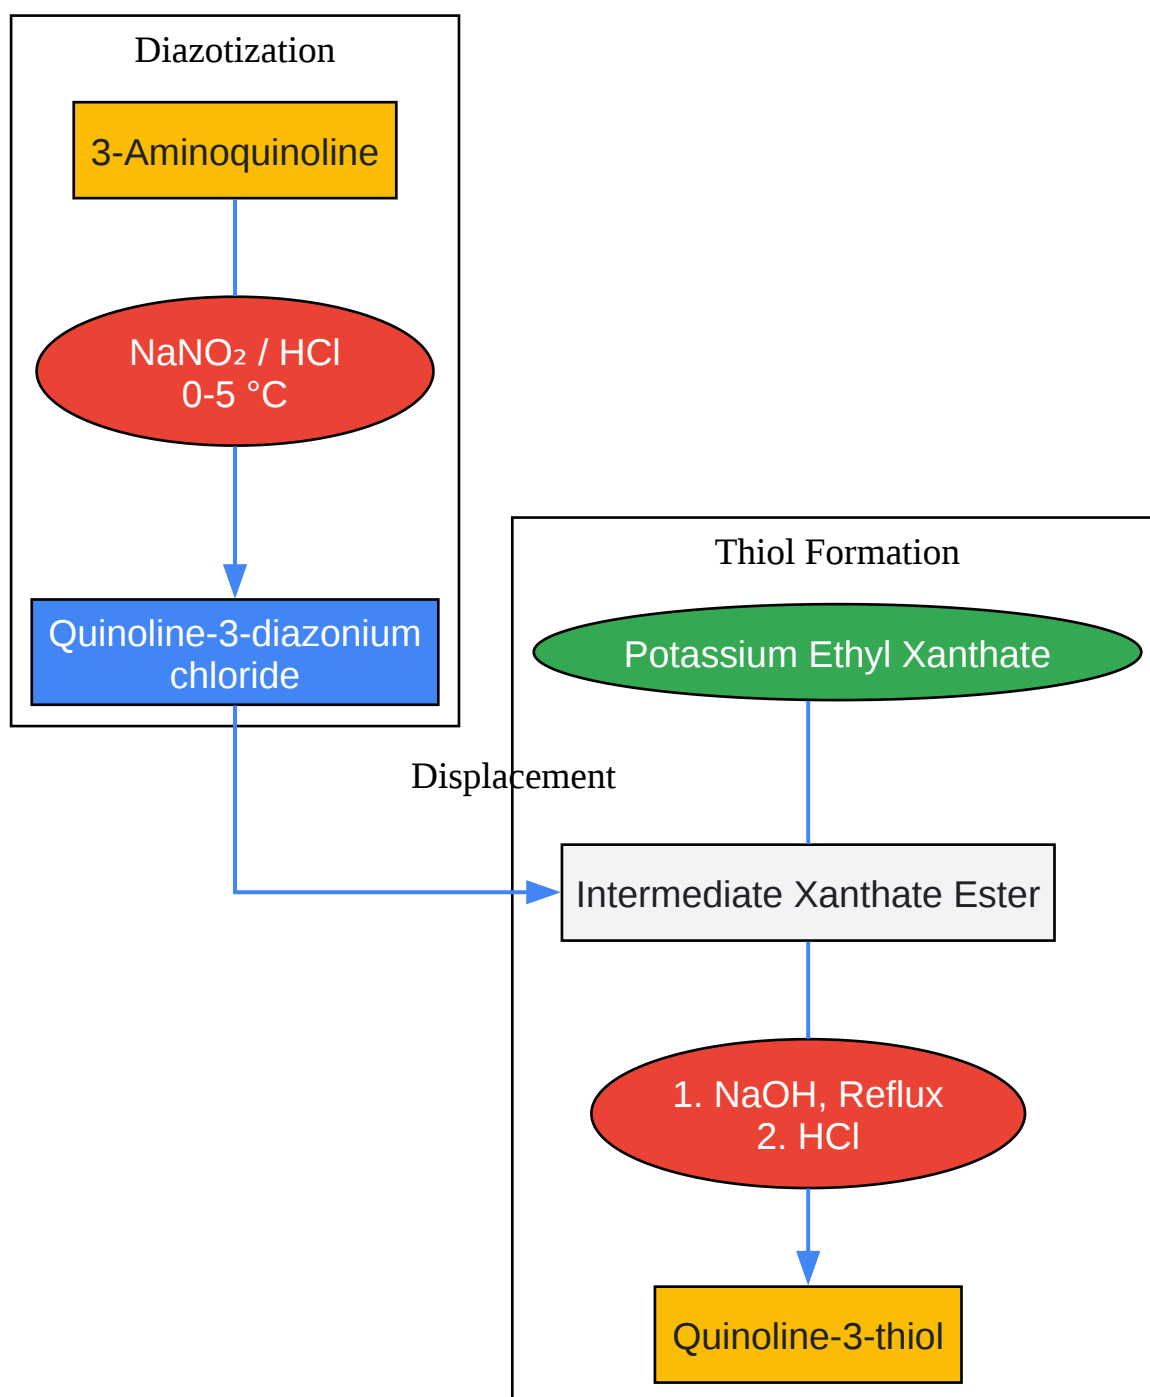 Diazotization
3-Aminoquinoline
NaNO₂ / HCl
0-5 °C
Quinoline-3-diazonium
chloride
Thiol Formation
Potassium Ethyl Xanthate
Displacement
Intermediate Xanthate Ester
1. NaOH, Reflux
2. HCl
Quinoline-3-thiol